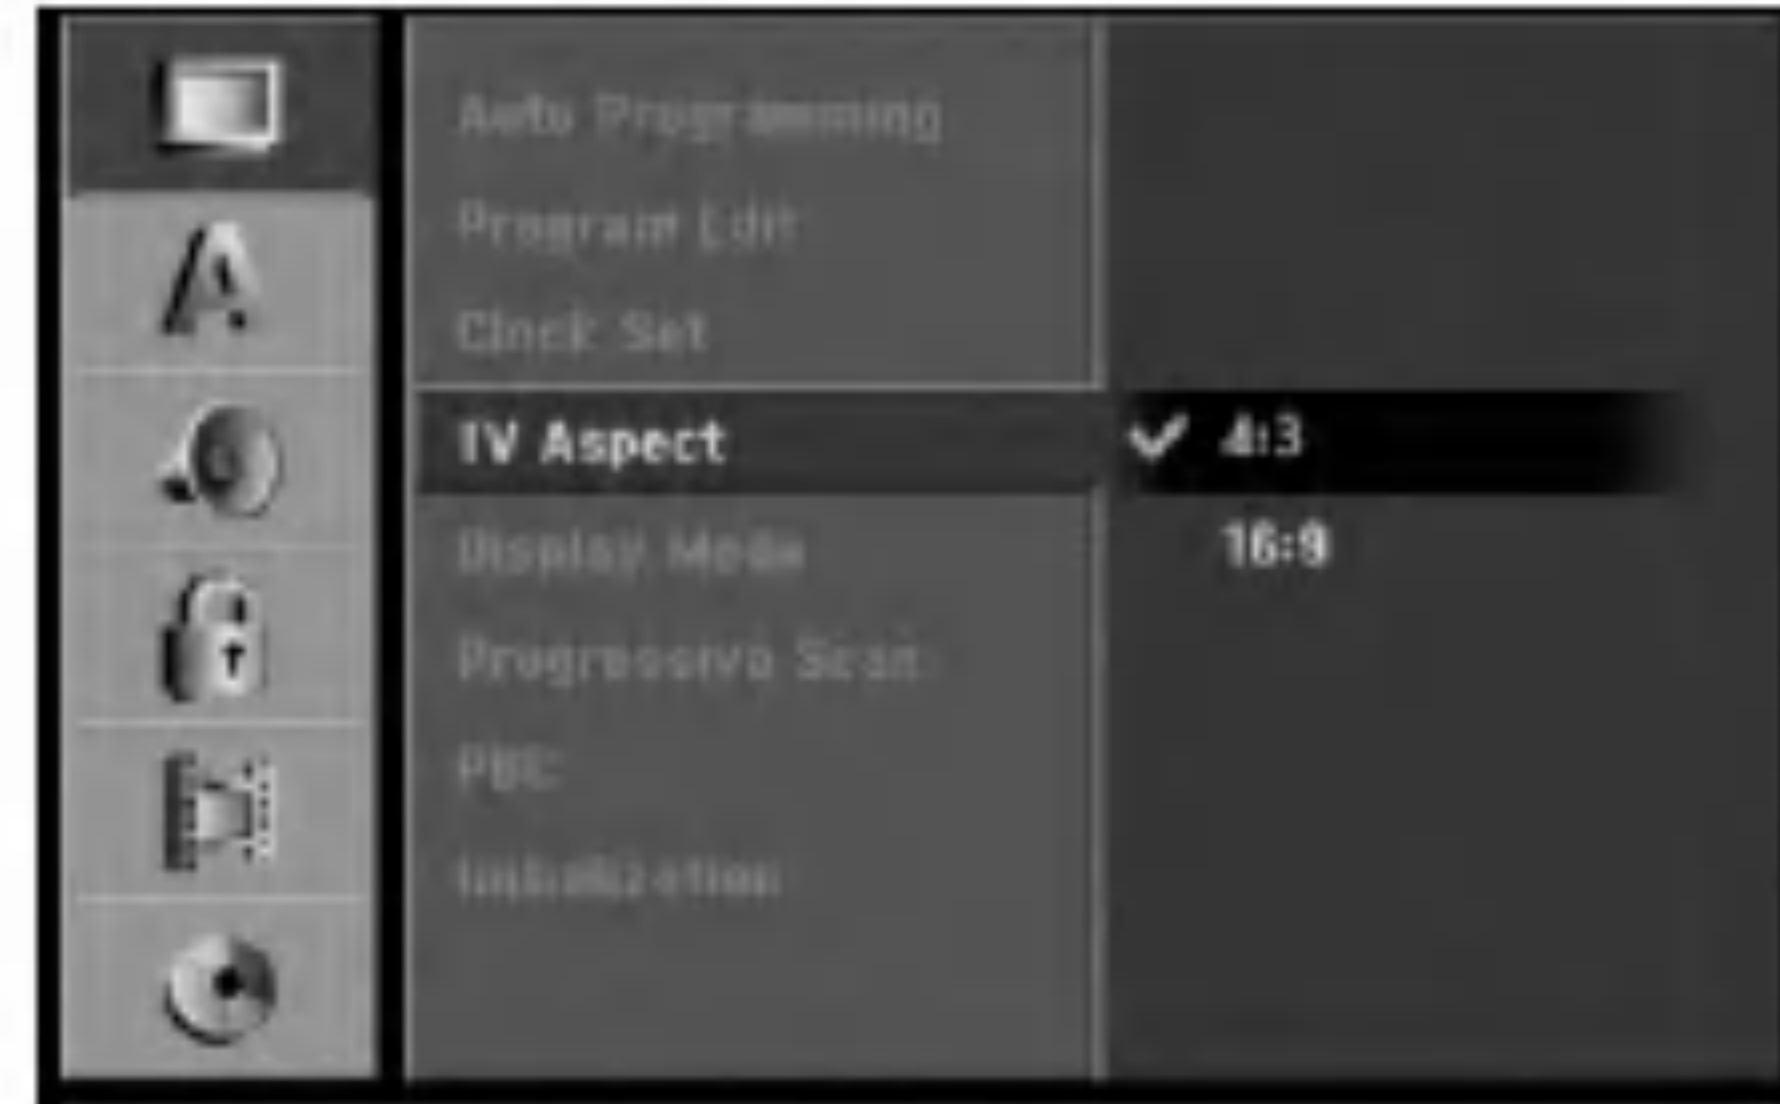 A
Auto Programming
Program Edit
Clock Set
TV Aspect
4:3
16:9
Display Mode
Progressive Scan
PBC
Initialization